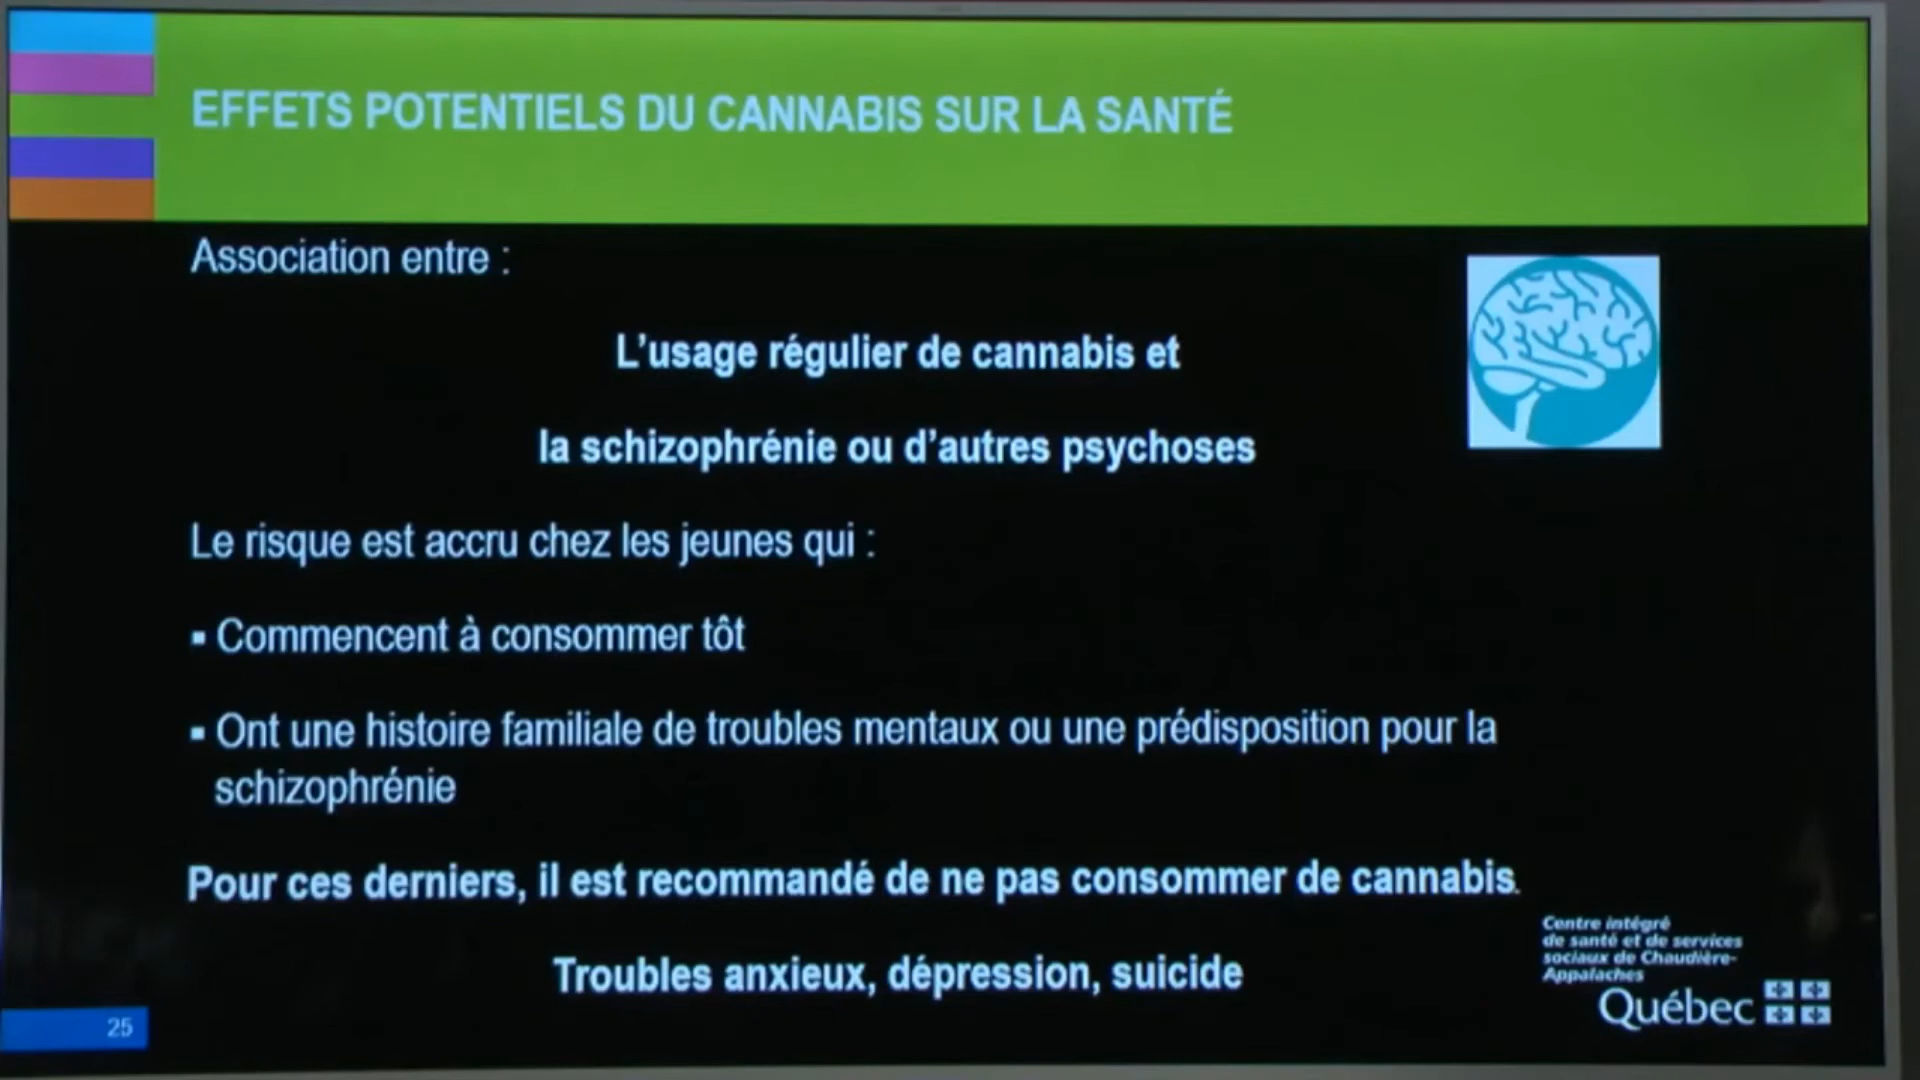 EFFETS POTENTIELS DU CANNABIS SUR LA SANTÉ
Association entre :
L'usage régulier de cannabis et
la schizophrénie ou d'autres psychoses
Le risque est accru chez les jeunes qui :
▪ Commencent à consommer tôt
▪ Ont une histoire familiale de troubles mentaux ou une prédisposition pour la
schizophrénie
Pour ces derniers, il est recommandé de ne pas consommer de cannabis.
Troubles anxieux, dépression, suicide
Centre intégré
de santé et de services
sociaux de Chaudière-
Appalaches
Québec
25